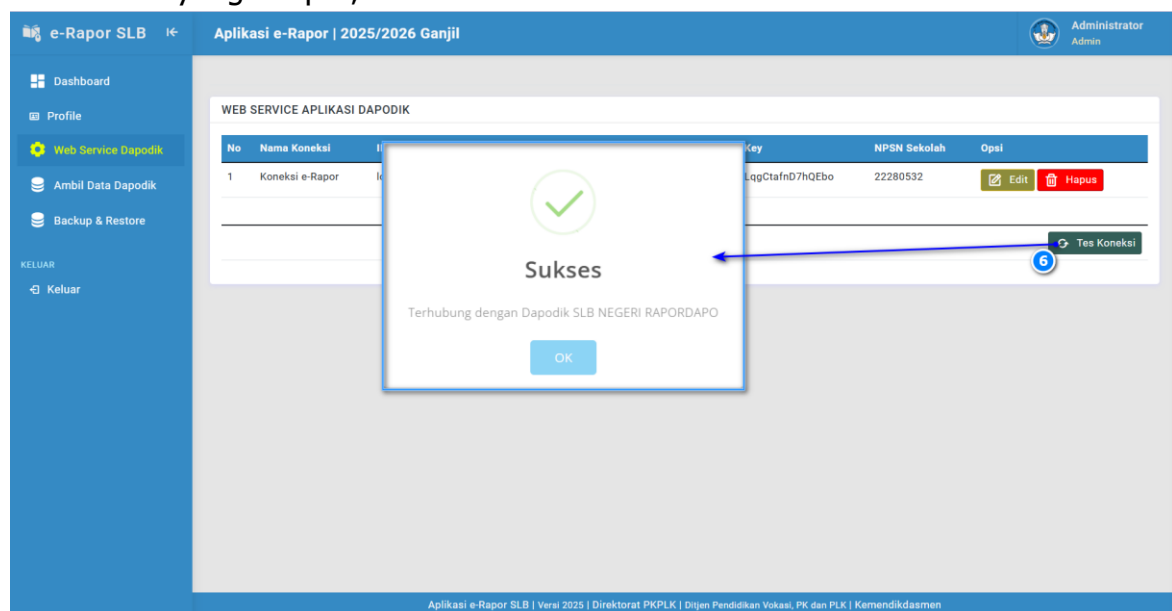 e-Rapor SLB
Aplikasi e-Rapor | 2025/2026 Ganjil
Administrator
Admin
Dashboard
Profile
Web Service Dapodik
Ambil Data Dapodik
Backup & Restore
KELUAR
Keluar
WEB SERVICE APLIKASI DAPODIK
No Nama Koneksi Key NPSN Sekolah Opsi
1 Koneksi e-Rapor LqgCtafnD7hQEbo 22280532 Edit Hapus
Tes Koneksi
6
Sukses
Terhubung dengan Dapodik SLB NEGERI RAPORDAPO
OK
Aplikasi e-Rapor SLB | Versi 2025 | Direktorat PKPLK | Ditjen Pendidikan Vokasi, PK dan PLK | Kemendikdasmen